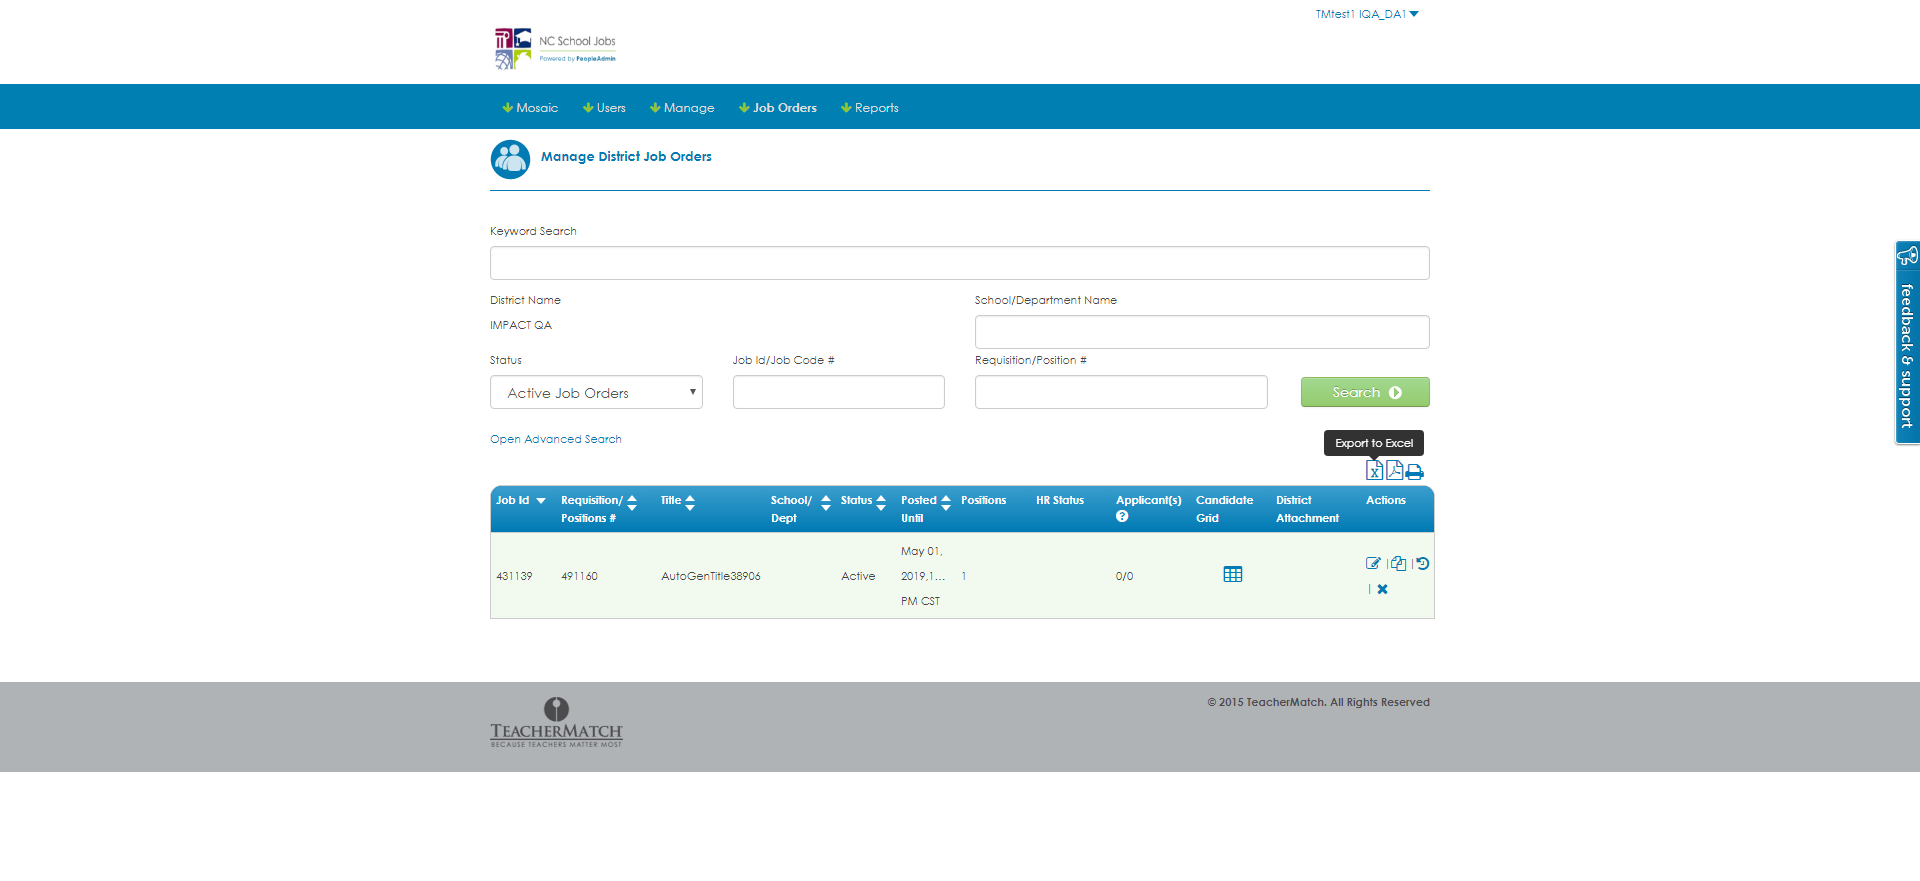 TMtest1 IQA_DA1
NC School Jobs
Powered by PeopleAdmin
Mosaic Users Manage Job Orders Reports
Manage District Job Orders
Keyword Search
District Name School/Department Name
IMPACT QA
Status Job Id/Job Code # Requisition/Position #
Active Job Orders Search
Open Advanced Search
Export to Excel
Job Id Requisition/ Title School/ Status Posted Positions HR Status Applicant(s) Candidate District Actions
Positions # Dept Until ? Grid Attachment
May 01,
431139 491160 AutoGenTitle38906 Active 2019,1... 1 0/0
PM CST
feedback & support
© 2015 TeacherMatch. All Rights Reserved
TEACHERMATCH
BECAUSE TEACHERS MATTER MOST